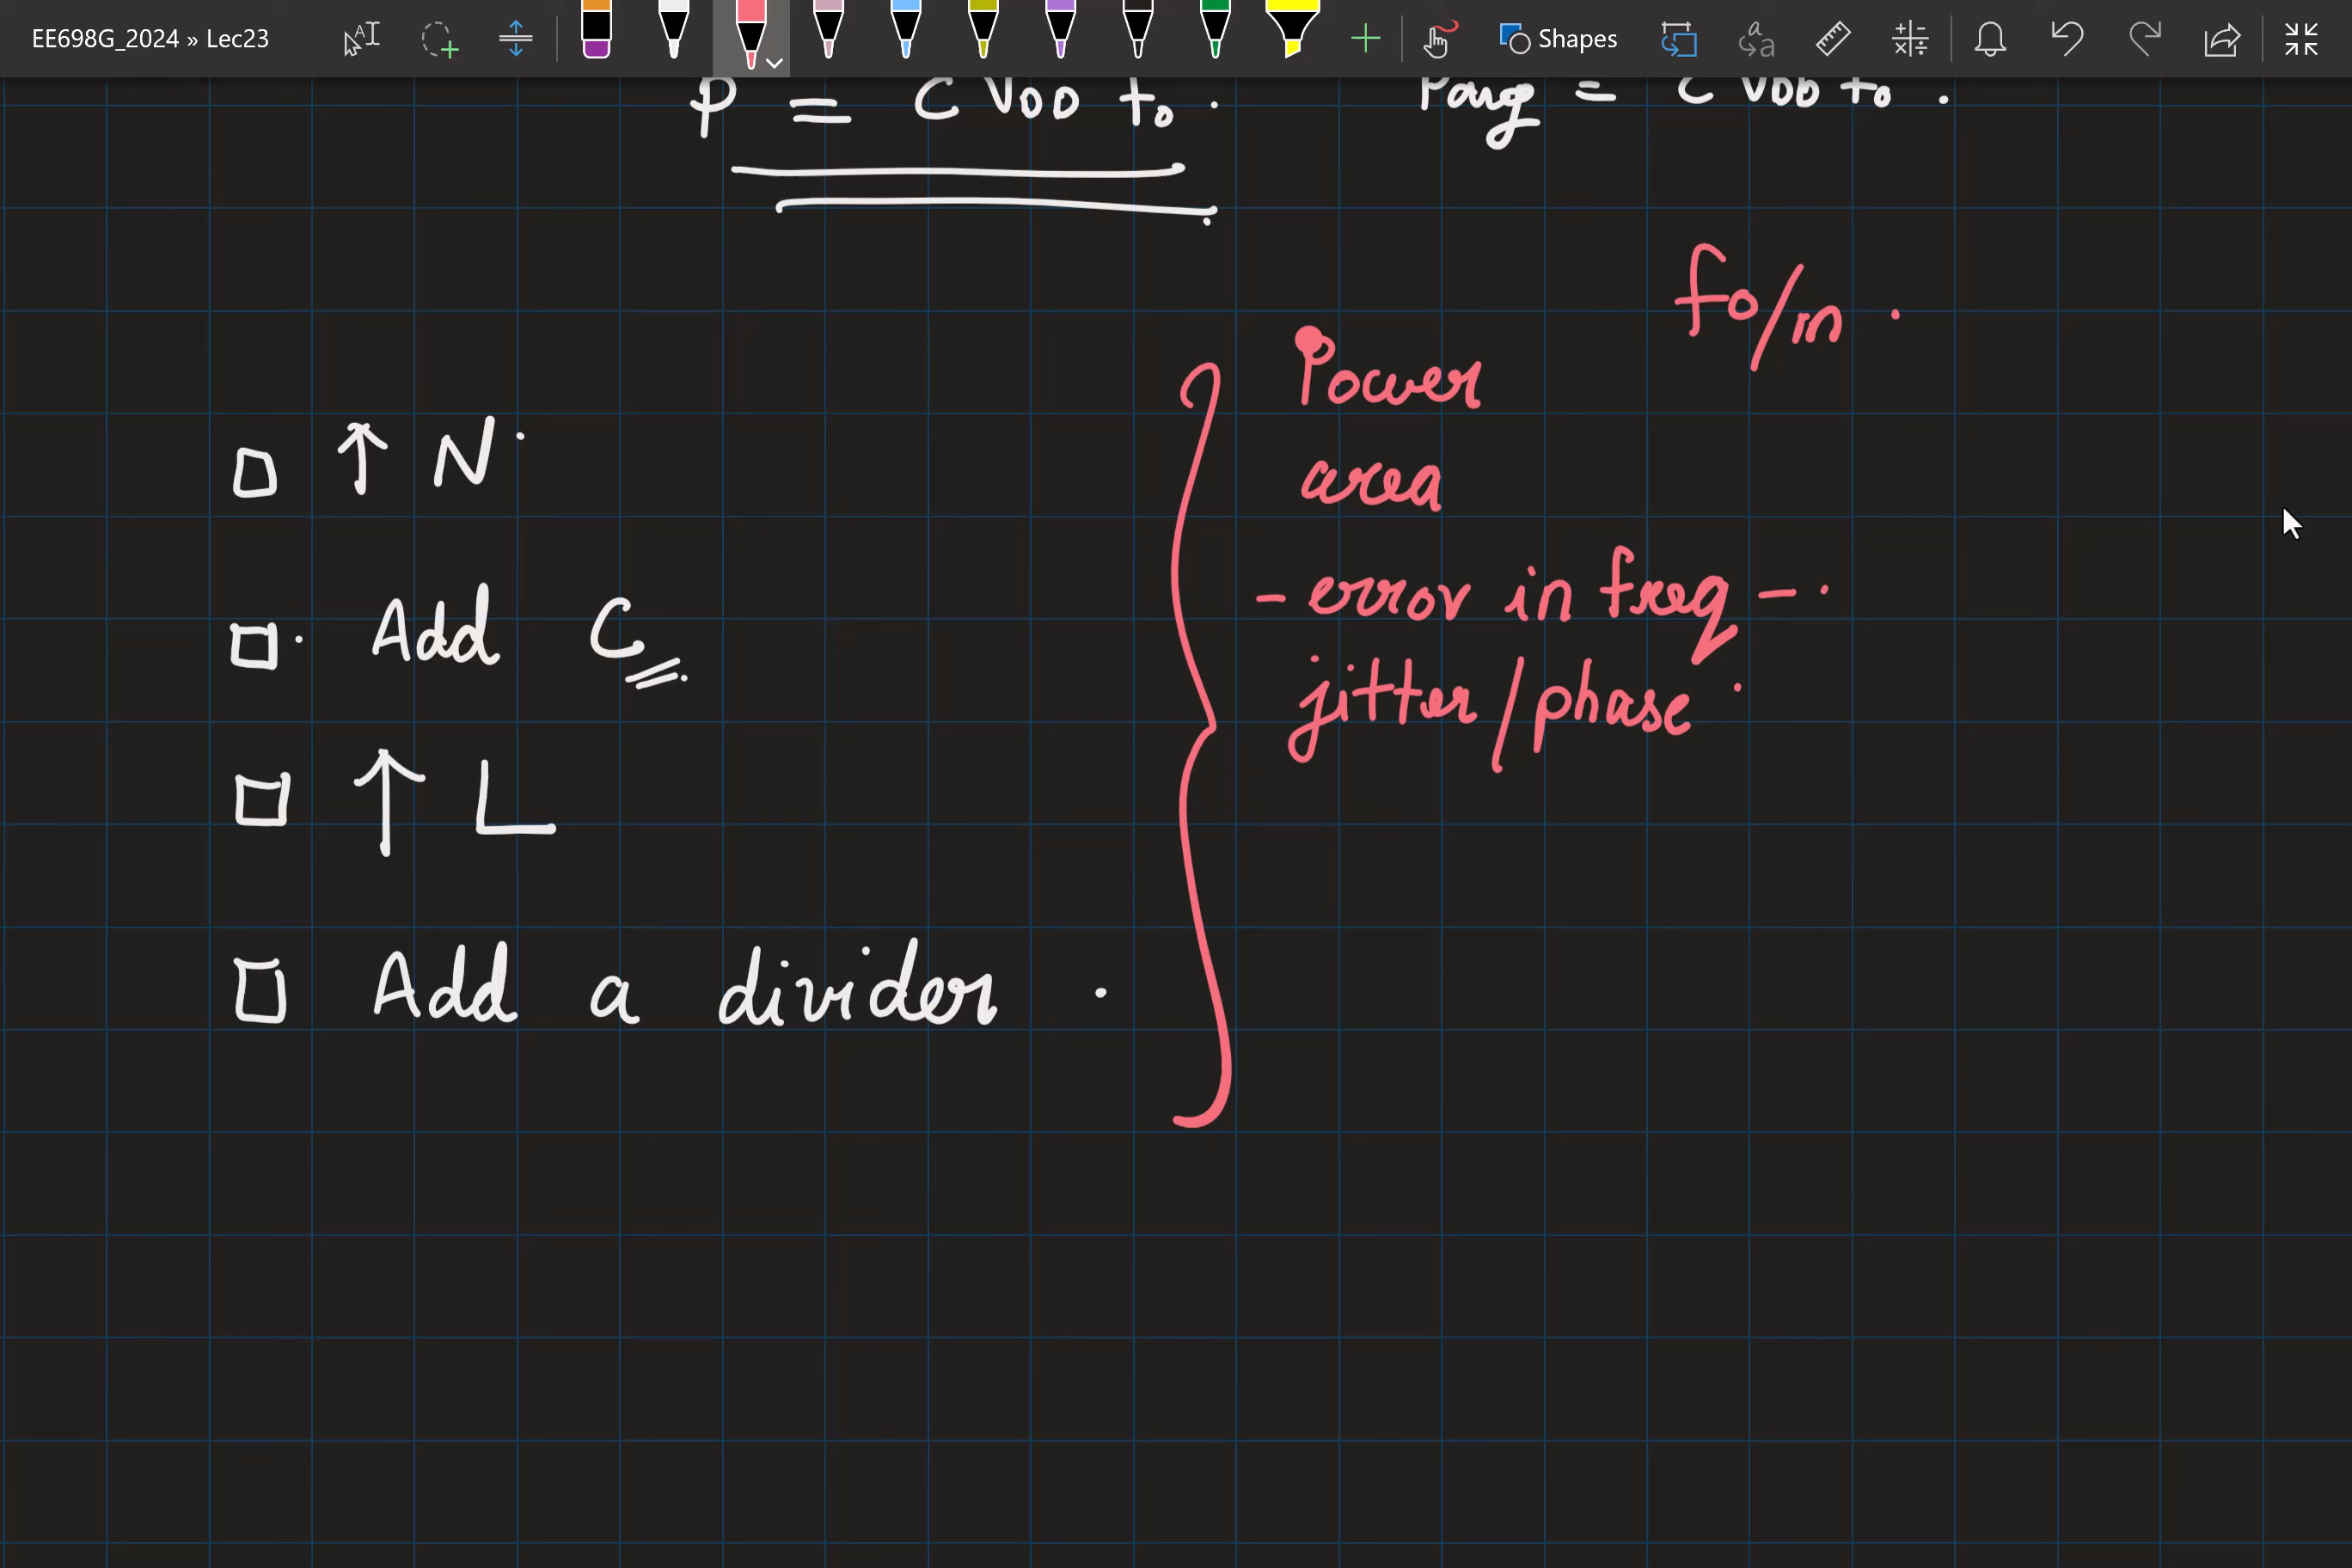 EE698G_2024 » Lec23
Shapes
P = C VDD fo . Pavg = C VDD fo .
fo/m .
Power
□ ↑ N .
area
- error in freq - .
□ . Add C
jitter/phase .
□ ↑ L
□ Add a divider .